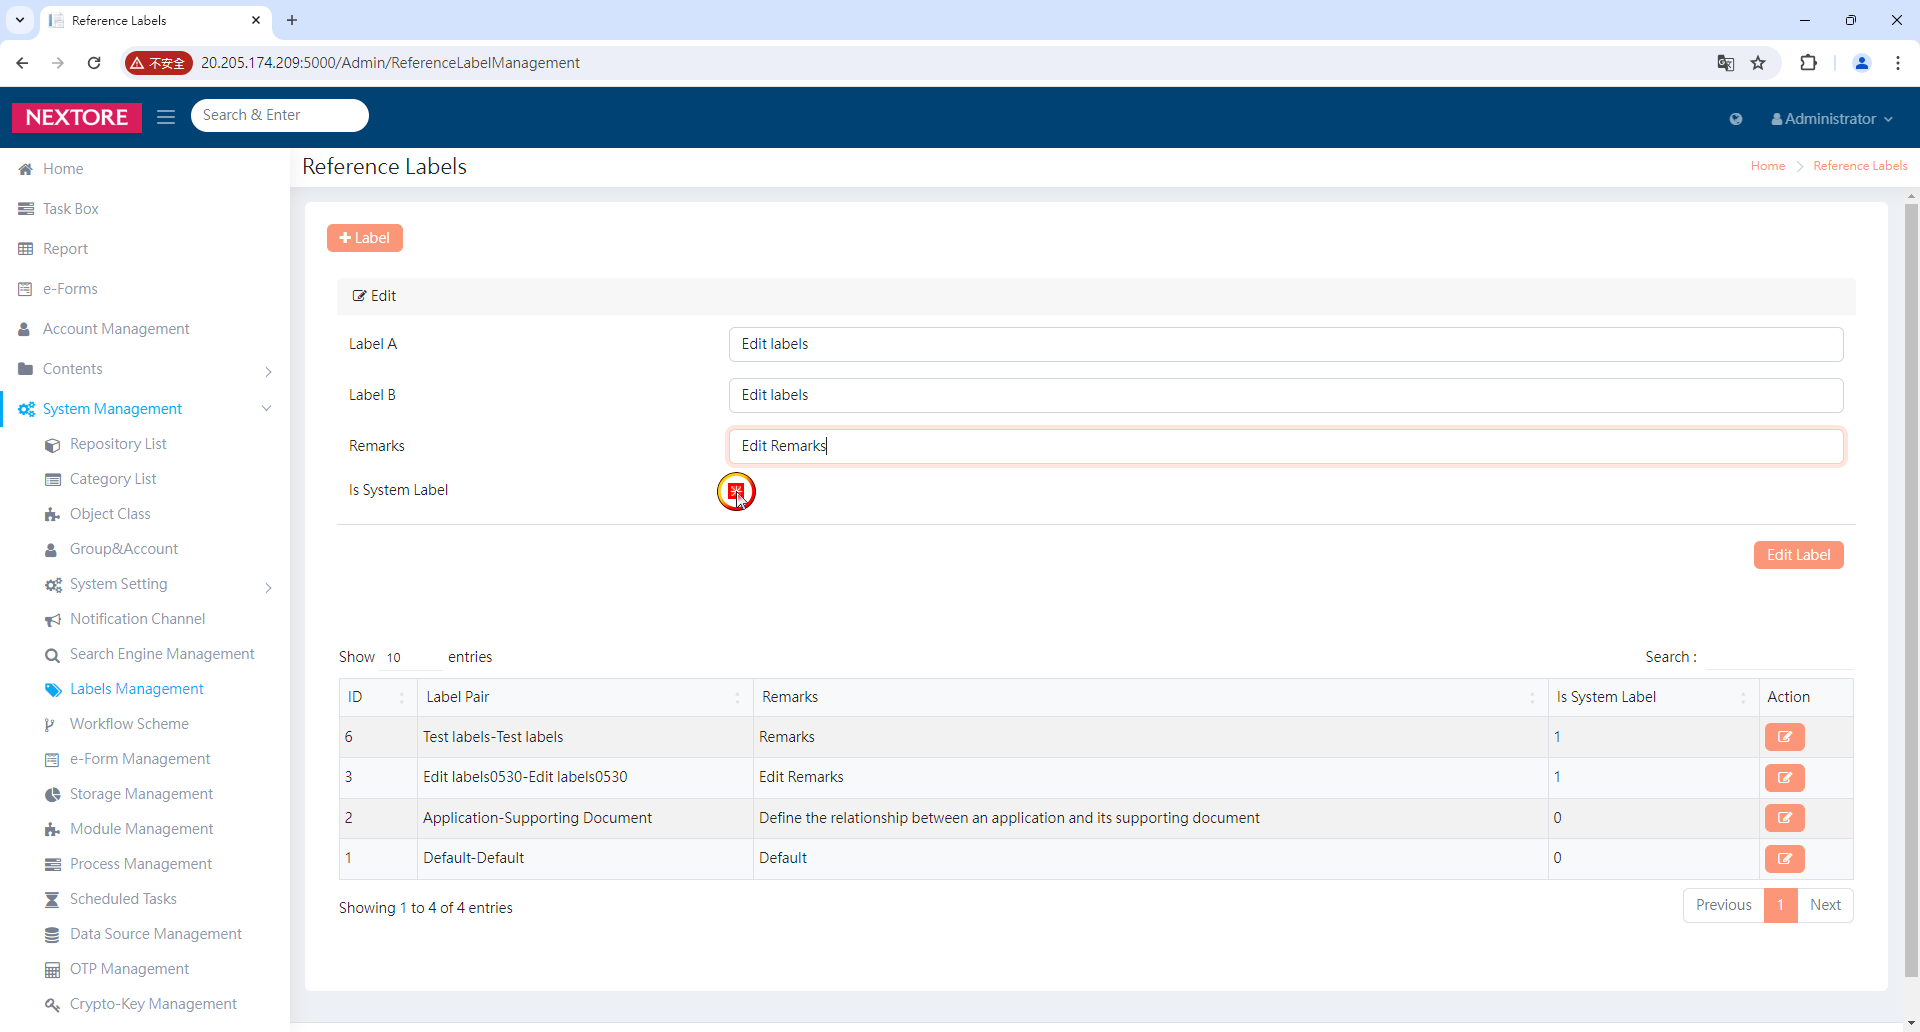 Reference Labels
不安全
20.205.174.209:5000/Admin/ReferenceLabelManagement
NEXTORE
Search & Enter
Administrator
Home
Task Box
Report
e-Forms
Account Management
Contents
System Management
Repository List
Category List
Object Class
Group&Account
System Setting
Notification Channel
Search Engine Management
Labels Management
Workflow Scheme
e-Form Management
Storage Management
Module Management
Process Management
Scheduled Tasks
Data Source Management
OTP Management
Crypto-Key Management
Reference Labels
Home Reference Labels
Label
Edit
Label A Edit labels
Label B Edit labels
Remarks Edit Remarks
Is System Label
Edit Label
Show 10 entries Search :
ID Label Pair Remarks Is System Label Action
6 Test labels-Test labels Remarks 1
3 Edit labels0530-Edit labels0530 Edit Remarks 1
2 Application-Supporting Document Define the relationship between an application and its supporting document 0
1 Default-Default Default 0
Showing 1 to 4 of 4 entries Previous 1 Next